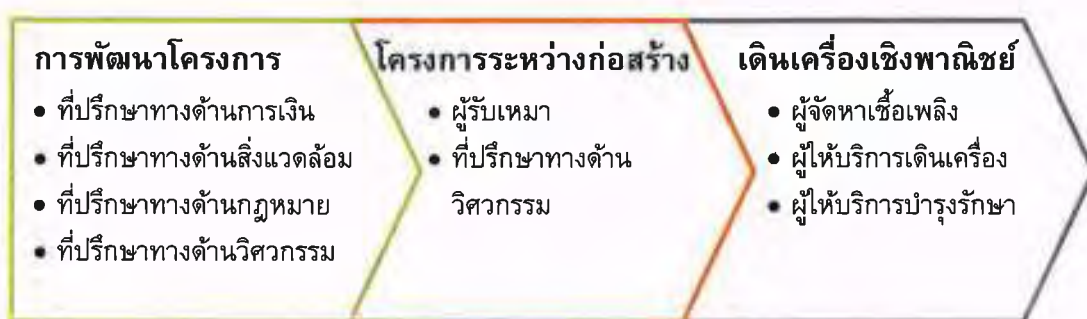 การพัฒนาโครงการ
• ที่ปรึกษาทางด้านการเงิน
• ที่ปรึกษาทางด้านสิ่งแวดล้อม
• ที่ปรึกษาทางด้านกฎหมาย
• ที่ปรึกษาทางด้านวิศวกรรม
โครงการระหว่างก่อสร้าง
• ผู้รับเหมา
• ที่ปรึกษาทางด้าน
วิศวกรรม
เดินเครื่องเชิงพาณิชย์
• ผู้จัดหาเชื้อเพลิง
• ผู้ให้บริการเดินเครื่อง
• ผู้ให้บริการบำรุงรักษา